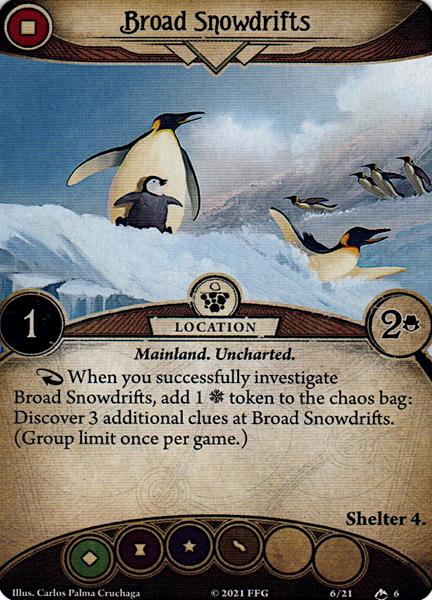 Broad Snowdrifts
1
LOCATION
2
Mainland. Uncharted.
When you successfully investigate
Broad Snowdrifts, add 1 token to the chaos bag:
Discover 3 additional clues at Broad Snowdrifts.
(Group limit once per game.)
Shelter 4.
Illus. Carlos Palma Cruchaga © 2021 FFG 6/21 6